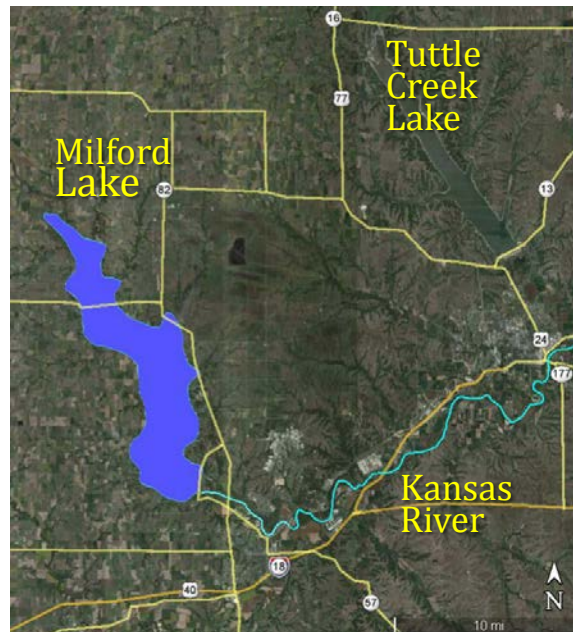 16
Tuttle
Creek
Lake
77
Milford
Lake
82
13
24
177
Kansas
River
18
40
57
N
10 mi